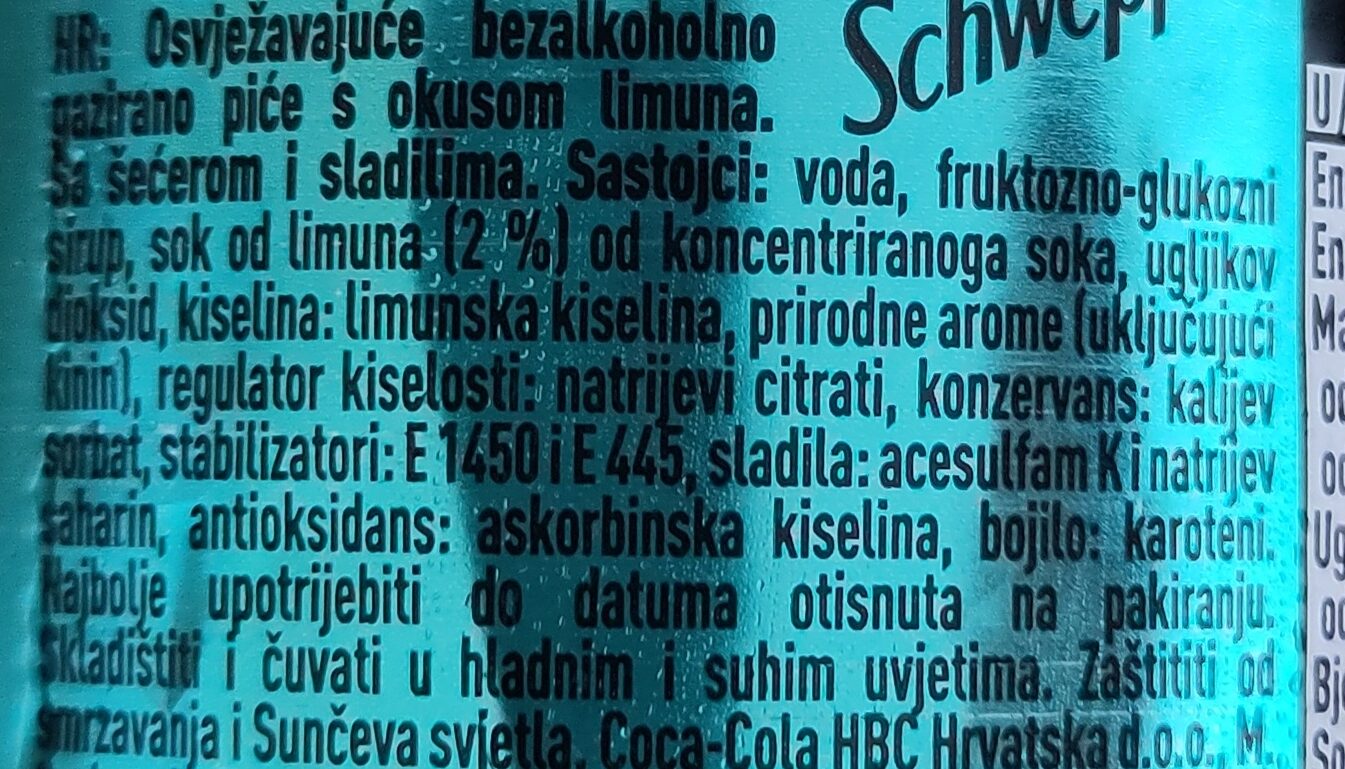 HR: Osvježavajuće bezalkoholno
gazirano piće s okusom limuna.
Sa šećerom i sladilima. Sastojci: voda, fruktozno-glukozni
sirup, sok od limuna (2 %) od koncentriranoga soka, ugljikov
dioksid, kiselina: limunska kiselina, prirodne arome (uključujući
kinin), regulator kiselosti: natrijevi citrati, konzervans: kalijev
sorbat, stabilizatori: E 1450 i E 445, sladila: acesulfam K i natrijev
saharin, antioksidans: askorbinska kiselina, bojilo: karoteni.
Najbolje upotrijebiti do datuma otisnuta na pakiranju.
Skladištiti i čuvati u hladnim i suhim uvjetima. Zaštititi od
smrzavanja i Sunčeva svjetla. Coca-Cola HBC Hrvatska d.o.o., M.
Schwepp